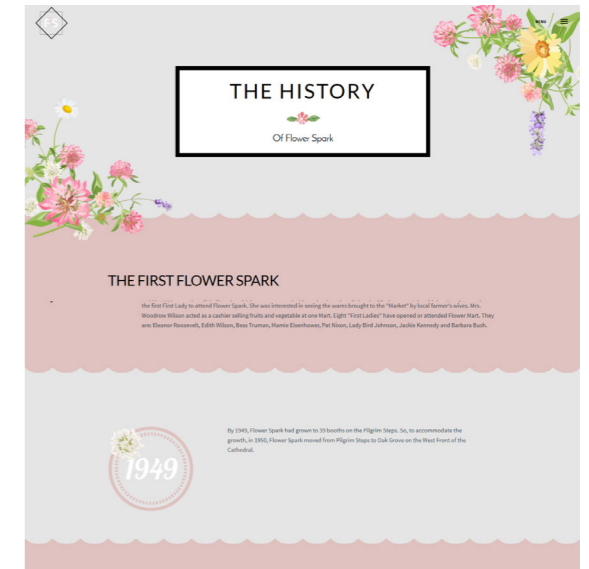 FS
MENU
THE HISTORY
Of Flower Spark
THE FIRST FLOWER SPARK
the first First Lady to attend Flower Spark. She was interested in seeing the wares brought to the "Market" by local farmer's wives. Mrs.
Woodrow Wilson acted as a cashier selling fruits and vegetable at one Mart. Eight "First Ladies" have opened or attended Flower Mart. They
are: Eleanor Roosevelt, Edith Wilson, Bess Truman, Mamie Eisenhower, Pat Nixon, Lady Bird Johnson, Jackie Kennedy and Barbara Bush.
By 1949, Flower Spark had grown to 39 booths on the Pilgrim Steps. So, to accommodate the
growth, in 1950, Flower Spark moved from Pilgrim Steps to Oak Grove on the West Front of the
Cathedral.
1949